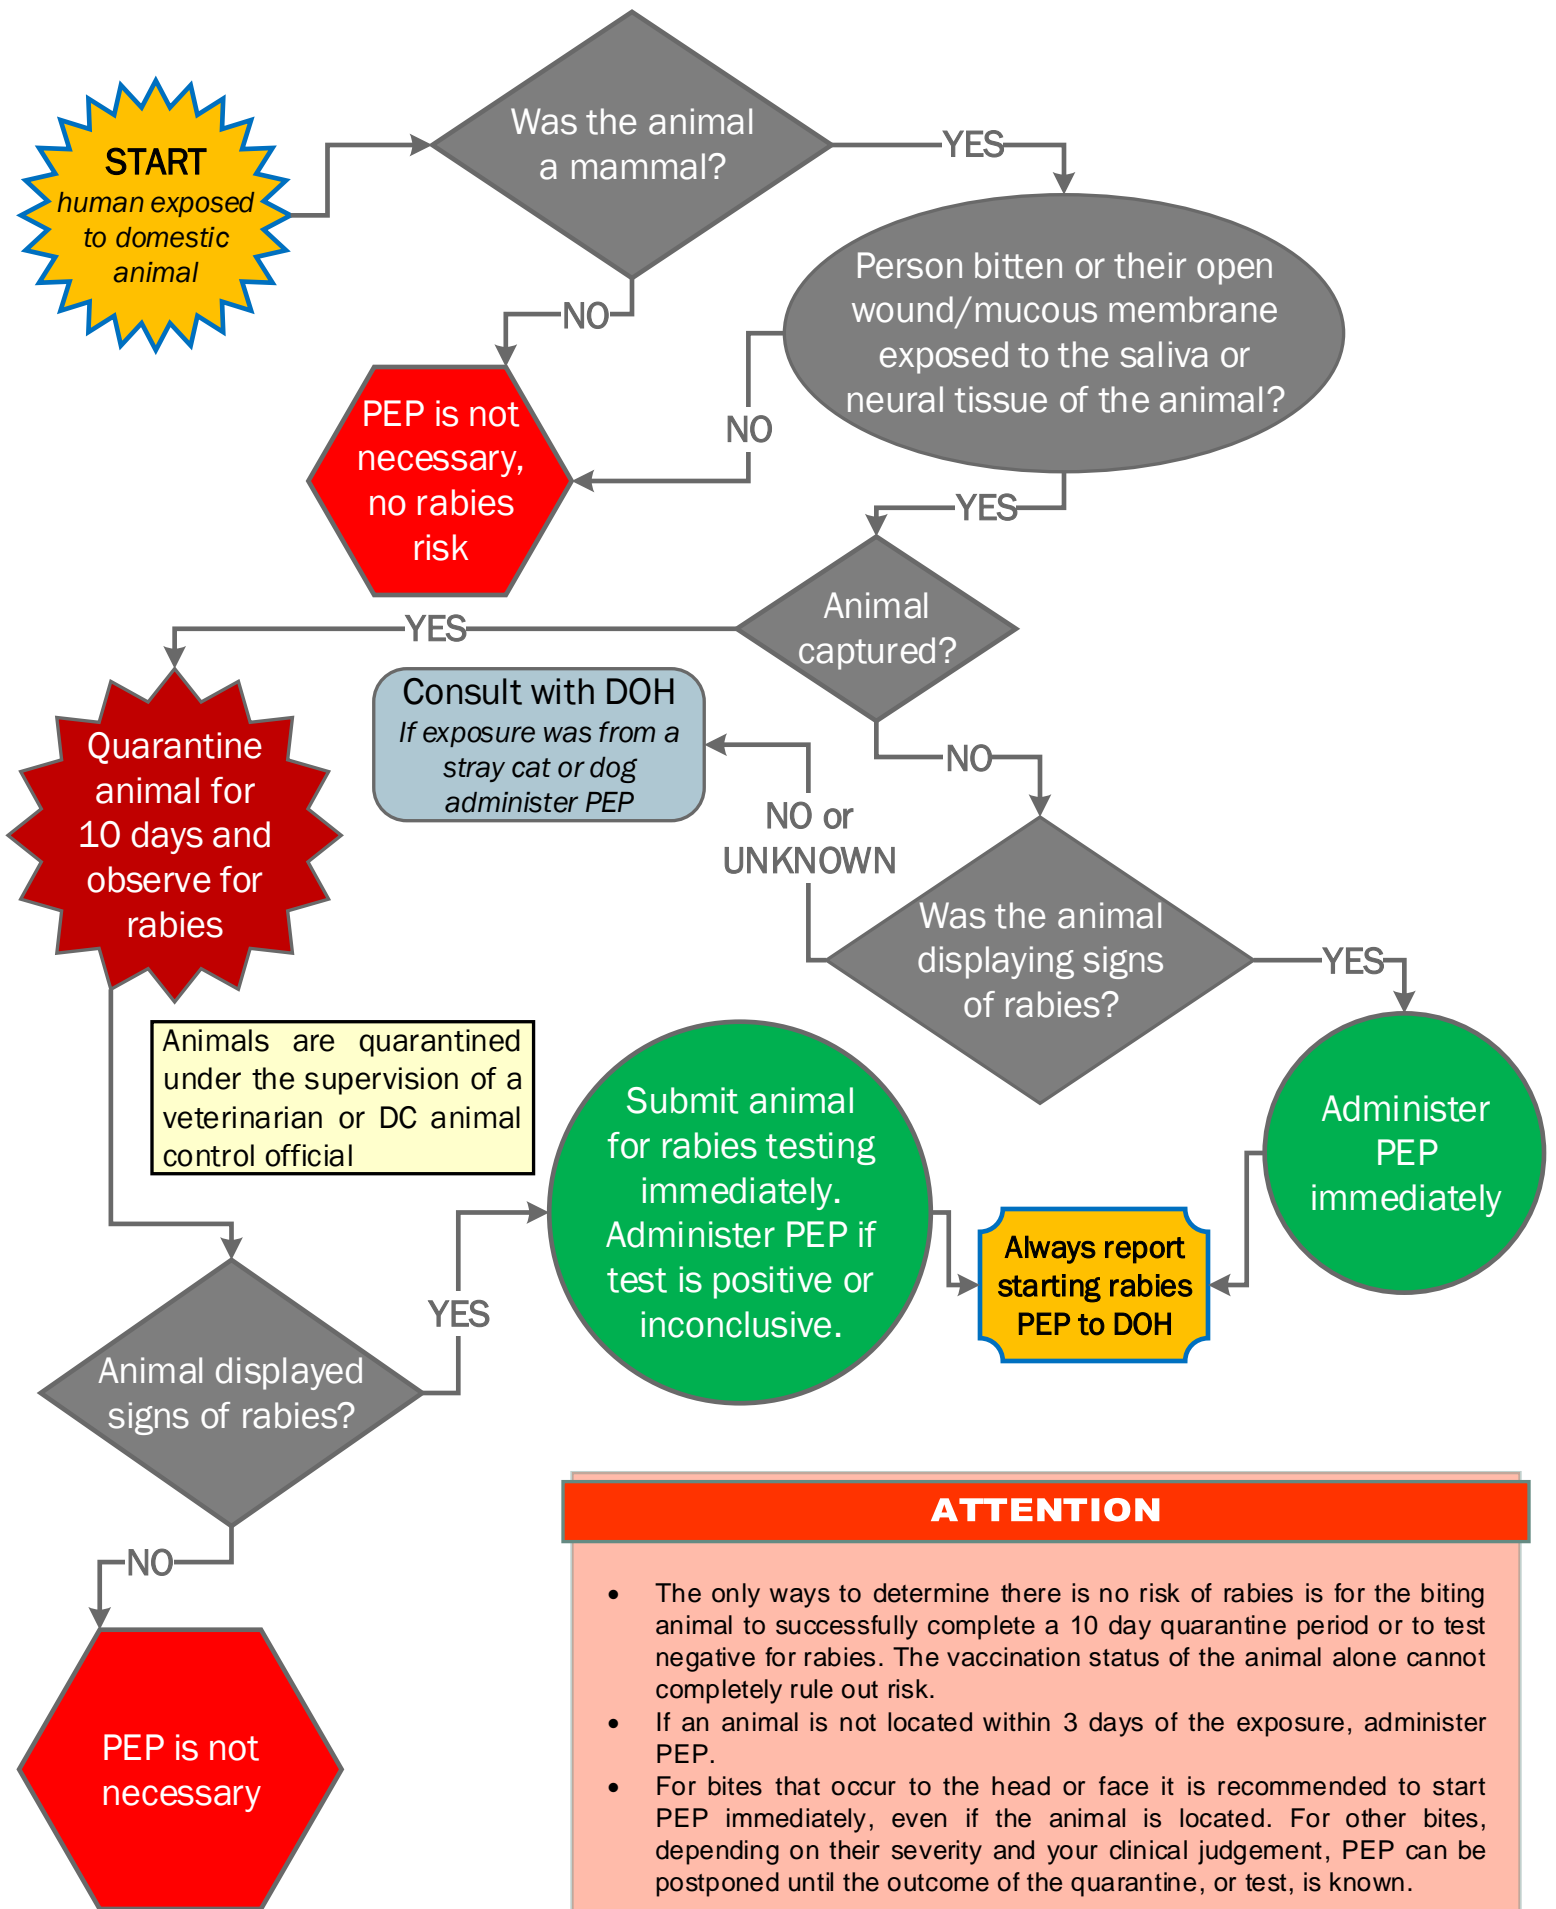 START
human exposed
to domestic
animal
Was the animal
a mammal?
YES
NO
Person bitten or their open
wound/mucous membrane
exposed to the saliva or
neural tissue of the animal?
NO
PEP is not
necessary,
no rabies
risk
YES
Animal
captured?
YES
Quarantine
animal for
10 days and
observe for
rabies
Consult with DOH
If exposure was from a
stray cat or dog
administer PEP
NO
NO or
UNKNOWN
Was the animal
displaying signs
of rabies?
YES
Animals are quarantined
under the supervision of a
veterinarian or DC animal
control official
Submit animal
for rabies testing
immediately.
Administer PEP if
test is positive or
inconclusive.
Administer
PEP
immediately
Always report
starting rabies
PEP to DOH
YES
Animal displayed
signs of rabies?
NO
PEP is not
necessary
ATTENTION
• The only ways to determine there is no risk of rabies is for the biting
animal to successfully complete a 10 day quarantine period or to test
negative for rabies. The vaccination status of the animal alone cannot
completely rule out risk.
• If an animal is not located within 3 days of the exposure, administer
PEP.
• For bites that occur to the head or face it is recommended to start
PEP immediately, even if the animal is located. For other bites,
depending on their severity and your clinical judgement, PEP can be
postponed until the outcome of the quarantine, or test, is known.